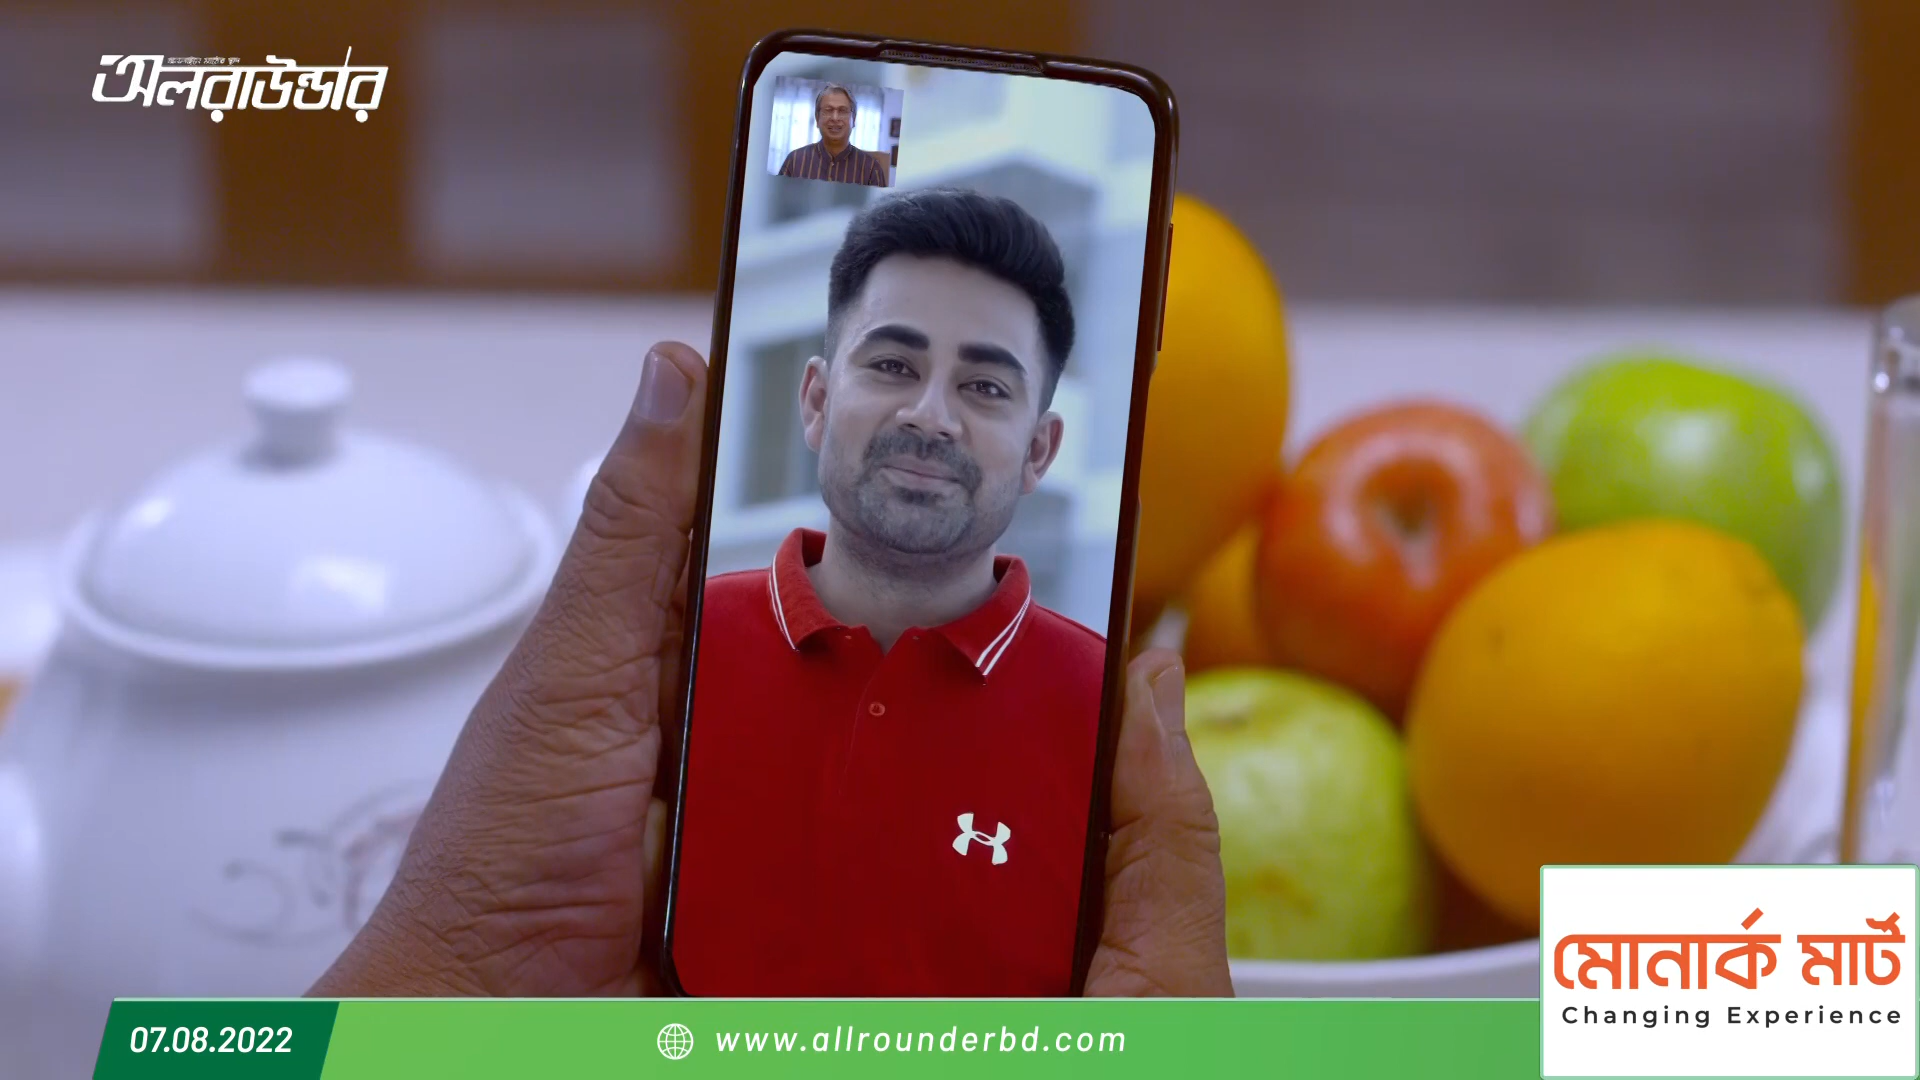 অলরাউন্ডার
07.08.2022
www.allrounderbd.com
মোনার্ক মার্ট
Changing Experience